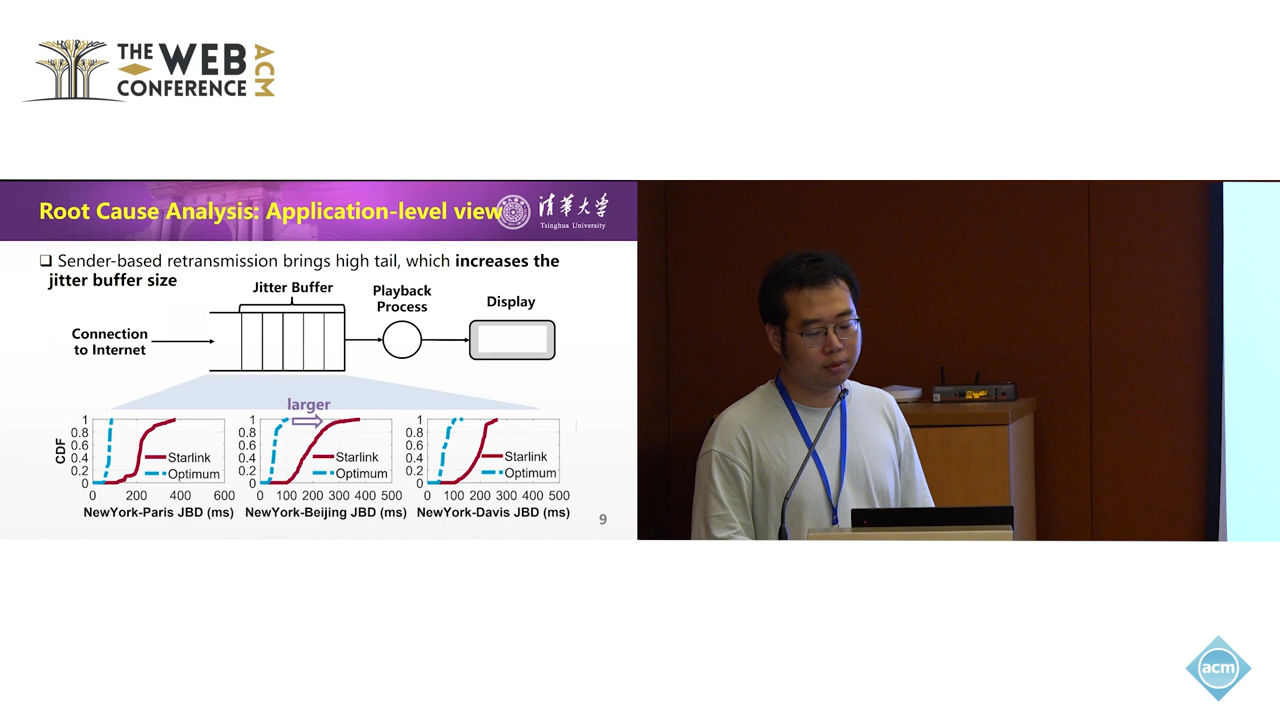 THE WEB CONFERENCE ACM
Root Cause Analysis: Application-level view
清华大学
Tsinghua University
❑ Sender-based retransmission brings high tail, which increases the
jitter buffer size
Jitter Buffer
Playback
Process
Display
Connection
to Internet
larger
CDF
1
0.8
0.6
0.4
0.2
0
Starlink
Optimum
0 200 400 600
NewYork-Paris JBD (ms)
1
0.8
0.6
0.4
0.2
0
Starlink
Optimum
0 100 200 300 400 500
NewYork-Beijing JBD (ms)
1
0.8
0.6
0.4
0.2
0
Starlink
Optimum
0 100 200 300 400 500
NewYork-Davis JBD (ms)
9
acm